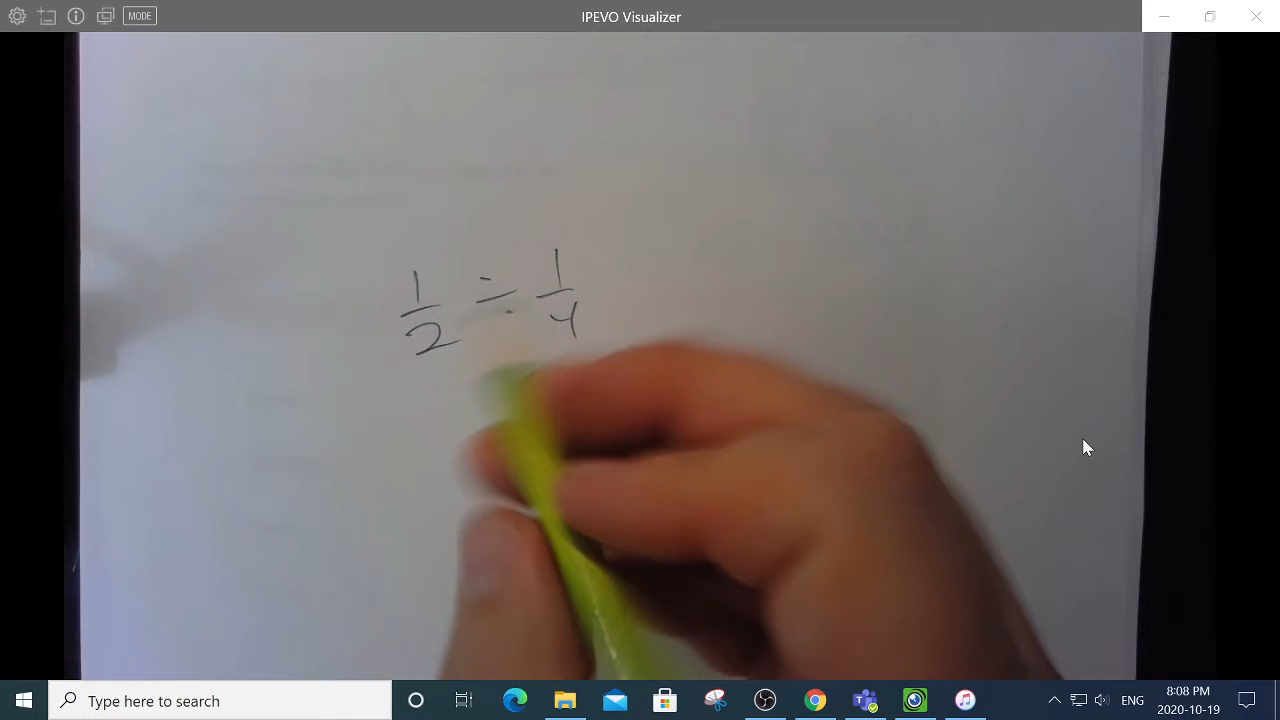 IPEVO Visualizer
MODE
1/2 ÷ 1/4
Type here to search
ENG
8:08 PM
2020-10-19